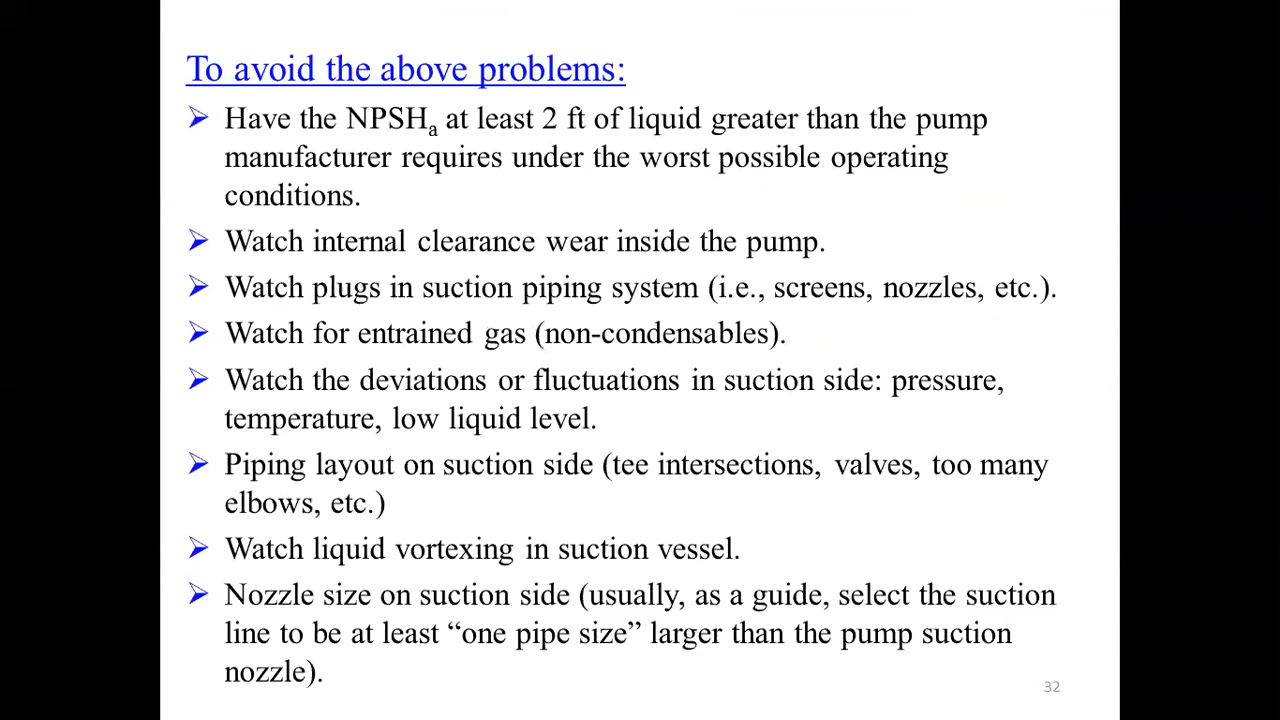 To avoid the above problems:
➢ Have the NPSHa at least 2 ft of liquid greater than the pump
manufacturer requires under the worst possible operating
conditions.
➢ Watch internal clearance wear inside the pump.
➢ Watch plugs in suction piping system (i.e., screens, nozzles, etc.).
➢ Watch for entrained gas (non-condensables).
➢ Watch the deviations or fluctuations in suction side: pressure,
temperature, low liquid level.
➢ Piping layout on suction side (tee intersections, valves, too many
elbows, etc.)
➢ Watch liquid vortexing in suction vessel.
➢ Nozzle size on suction side (usually, as a guide, select the suction
line to be at least “one pipe size” larger than the pump suction
nozzle).
32